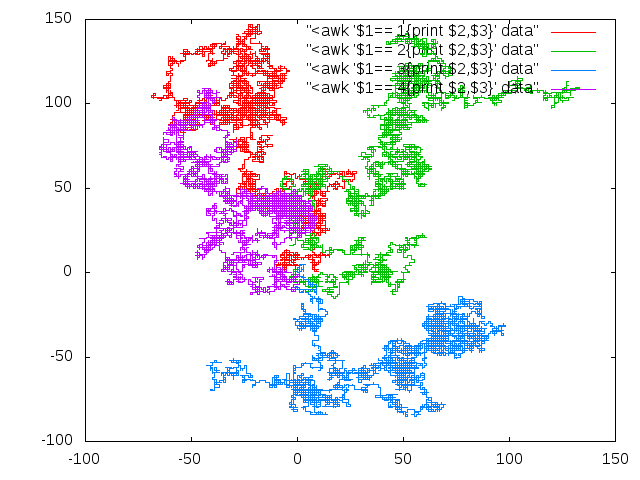 150
"<awk '$1== 1{print $2,$3}' data"
"<awk '$1== 2{print $2,$3}' data"
"<awk '$1== 3{print $2,$3}' data"
"<awk '$1== 4{print $2,$3}' data"
100
50
0
-50
-100
-100 -50 0 50 100 150